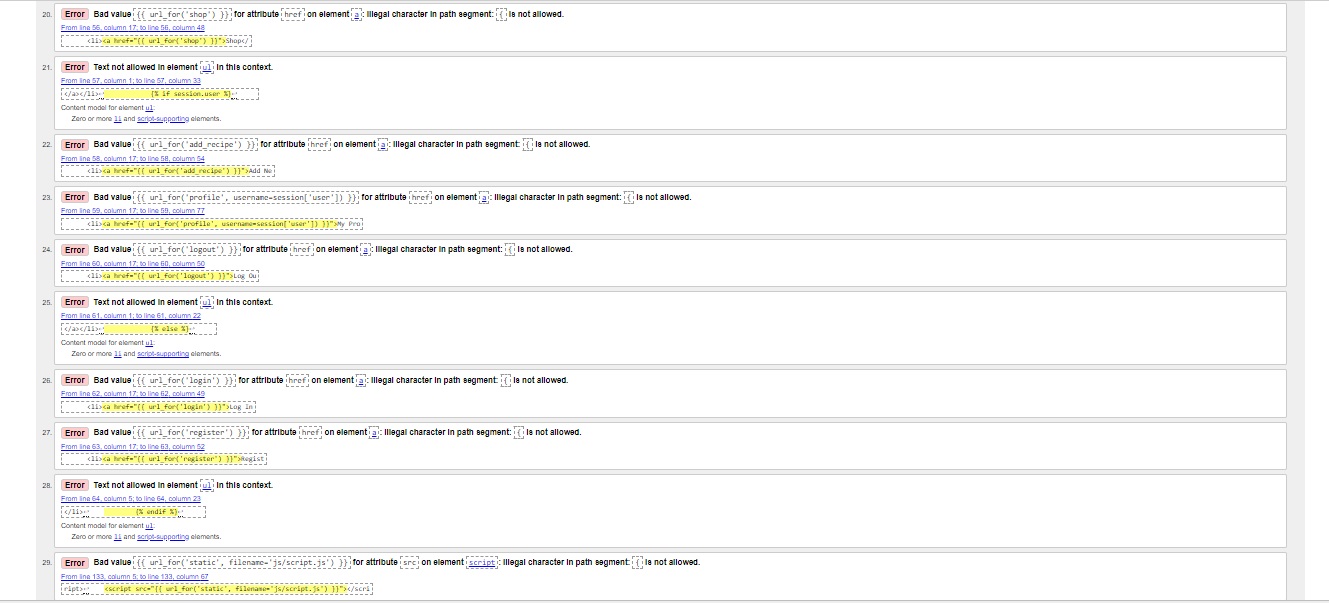 20. Error Bad value {{ url_for('shop') }} for attribute href on element a: Illegal character in path segment: { is not allowed.
From line 56, column 17; to line 56, column 48
<li><a href="{{ url_for('shop') }}">Shop</
21. Error Text not allowed in element ul in this context.
From line 57, column 1; to line 57, column 33
</a></li>↩ {% if session.user %}↩
Content model for element ul:
Zero or more li and script-supporting elements.
22. Error Bad value {{ url_for('add_recipe') }} for attribute href on element a: Illegal character in path segment: { is not allowed.
From line 58, column 17; to line 58, column 54
<li><a href="{{ url_for('add_recipe') }}">Add Ne
23. Error Bad value {{ url_for('profile', username=session['user']) }} for attribute href on element a: Illegal character in path segment: { is not allowed.
From line 59, column 17; to line 59, column 77
<li><a href="{{ url_for('profile', username=session['user']) }}">My Pro
24. Error Bad value {{ url_for('logout') }} for attribute href on element a: Illegal character in path segment: { is not allowed.
From line 60, column 17; to line 60, column 50
<li><a href="{{ url_for('logout') }}">Log Ou
25. Error Text not allowed in element ul in this context.
From line 61, column 1; to line 61, column 22
</a></li>↩ {% else %}↩
Content model for element ul:
Zero or more li and script-supporting elements.
26. Error Bad value {{ url_for('login') }} for attribute href on element a: Illegal character in path segment: { is not allowed.
From line 62, column 17; to line 62, column 49
<li><a href="{{ url_for('login') }}">Log In
27. Error Bad value {{ url_for('register') }} for attribute href on element a: Illegal character in path segment: { is not allowed.
From line 63, column 17; to line 63, column 52
<li><a href="{{ url_for('register') }}">Regist
28. Error Text not allowed in element ul in this context.
From line 64, column 5; to line 64, column 23
</li>↩ {% endif %}↩
Content model for element ul:
Zero or more li and script-supporting elements.
29. Error Bad value {{ url_for('static', filename='js/script.js') }} for attribute src on element script: Illegal character in path segment: { is not allowed.
From line 133, column 5; to line 133, column 67
ript>↩ <script src="{{ url_for('static', filename='js/script.js') }}"></scri